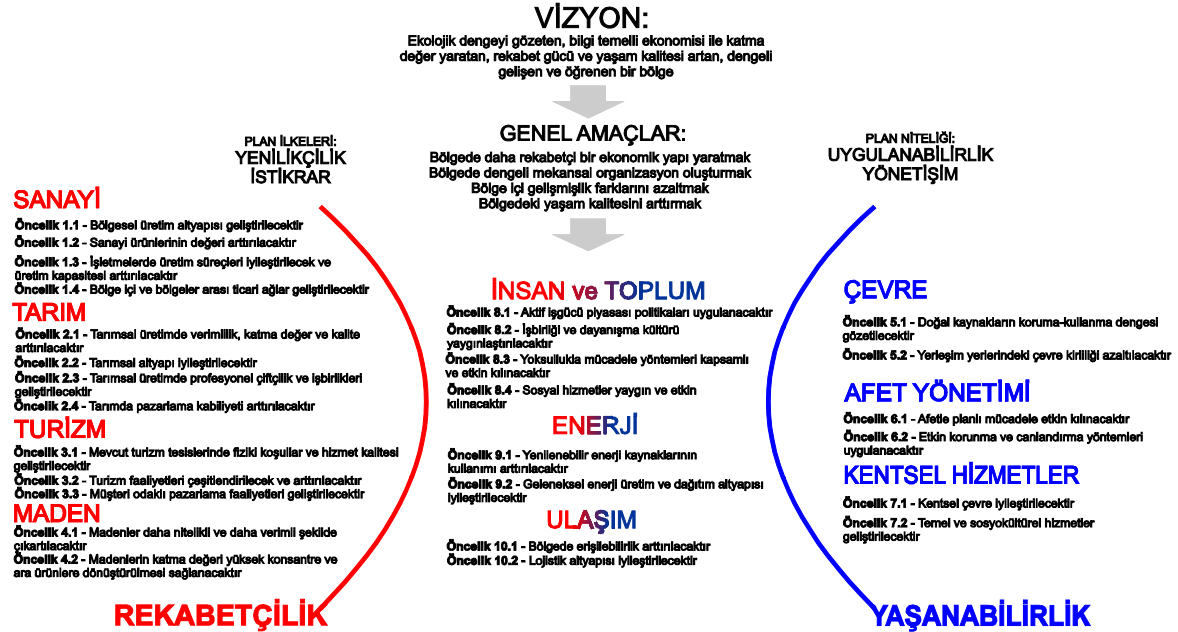 VİZYON:
Ekolojik dengeyi gözeten, bilgi temelli ekonomisi ile katma
değer yaratan, rekabet gücü ve yaşam kalitesi artan, dengeli
gelişen ve öğrenen bir bölge
GENEL AMAÇLAR:
Bölgede daha rekabetçi bir ekonomik yapı yaratmak
Bölgede dengeli mekansal organizasyon oluşturmak
Bölge içi gelişmişlik farklarını azaltmak
Bölgedeki yaşam kalitesini arttırmak
PLAN İLKELERİ:
YENİLİKÇİLİK
İSTİKRAR
SANAYİ
Öncelik 1.1 - Bölgesel üretim altyapısı geliştirilecektir
Öncelik 1.2 - Sanayi ürünlerinin değeri arttırılacaktır
Öncelik 1.3 - İşletmelerde üretim süreçleri iyileştirilecek ve
üretim kapasitesi arttırılacaktır
Öncelik 1.4 - Bölge içi ve bölgeler arası ticari ağlar geliştirilecektir
TARIM
Öncelik 2.1 - Tarımsal üretimde verimlilik, katma değer ve kalite
arttırılacaktır
Öncelik 2.2 - Tarımsal altyapı iyileştirilecektir
Öncelik 2.3 - Tarımsal üretimde profesyonel çiftçilik ve işbirlikleri
geliştirilecektir
Öncelik 2.4 - Tarımda pazarlama kabiliyeti arttırılacaktır
TURİZM
Öncelik 3.1 - Mevcut turizm tesislerinde fiziki koşullar ve hizmet kalitesi
geliştirilecektir
Öncelik 3.2 - Turizm faaliyetleri çeşitlendirilecek ve arttırılacaktır
Öncelik 3.3 - Müşteri odaklı pazarlama faaliyetleri geliştirilecektir
MADEN
Öncelik 4.1 - Madenler daha nitelikli ve daha verimli şekilde
çıkartılacaktır
Öncelik 4.2 - Madenlerin katma değeri yüksek konsantre ve
ara ürünlere dönüştürülmesi sağlanacaktır
REKABETÇİLİK
İNSAN ve TOPLUM
Öncelik 8.1 - Aktif işgücü piyasası politikaları uygulanacaktır
Öncelik 8.2 - İşbirliği ve dayanışma kültürü
yaygınlaştırılacaktır
Öncelik 8.3 - Yoksullukla mücadele yöntemleri kapsamlı
ve etkin kılınacaktır
Öncelik 8.4 - Sosyal hizmetler yaygın ve etkin
kılınacaktır
ENERJİ
Öncelik 9.1 - Yenilenebilir enerji kaynaklarının
kullanımı arttırılacaktır
Öncelik 9.2 - Geleneksel enerji üretim ve dağıtım altyapısı
iyileştirilecektir
ULAŞIM
Öncelik 10.1 - Bölgede erişilebilirlik arttırılacaktır
Öncelik 10.2 - Lojistik altyapısı iyileştirilecektir
PLAN NİTELİĞİ:
UYGULANABİLİRLİK
YÖNETİŞİM
ÇEVRE
Öncelik 5.1 - Doğal kaynakların koruma-kullanma dengesi
gözetilecektir
Öncelik 5.2 - Yerleşim yerlerindeki çevre kirliliği azaltılacaktır
AFET YÖNETİMİ
Öncelik 6.1 - Afetle planlı mücadele etkin kılınacaktır
Öncelik 6.2 - Etkin korunma ve canlandırma yöntemleri
uygulanacaktır
KENTSEL HİZMETLER
Öncelik 7.1 - Kentsel çevre iyileştirilecektir
Öncelik 7.2 - Temel ve sosyokültürel hizmetler
geliştirilecektir
YAŞANABİLİRLİK